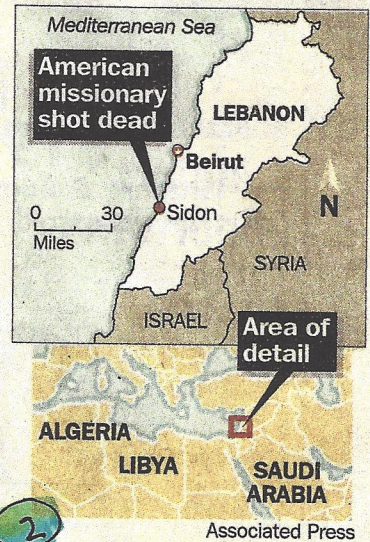 Mediterranean Sea
American
missionary
shot dead
LEBANON
Beirut
0 30
Miles
Sidon
N
SYRIA
ISRAEL
Area of
detail
ALGERIA
LIBYA
SAUDI
ARABIA
2
Associated Press